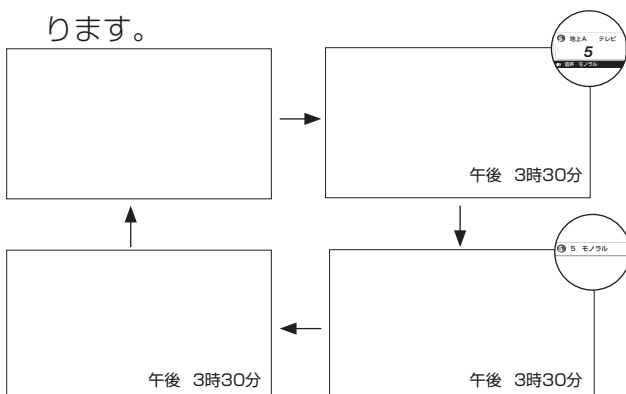 ります。
地上A テレビ
5
音声 モノラル
午後 3時30分
5 モノラル
午後 3時30分
午後 3時30分